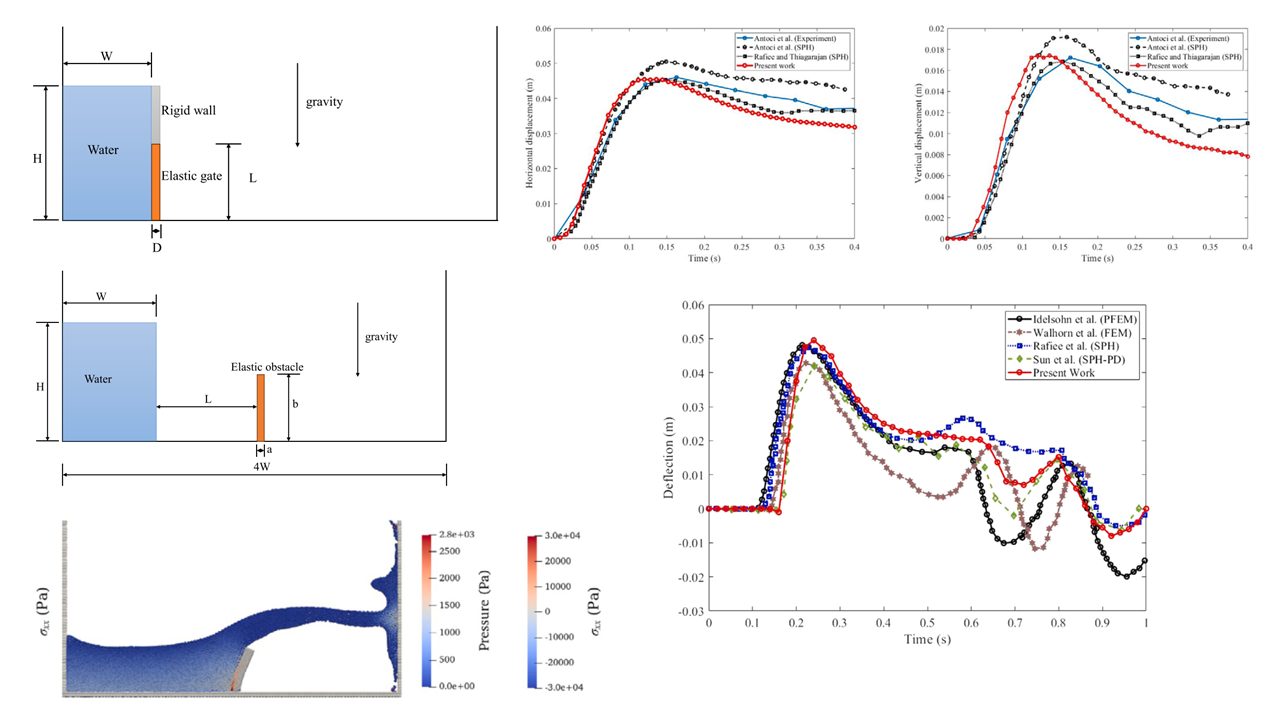 W
H
Water
Rigid wall
Elastic gate
L
D
gravity
Horizontal displacement (m)
0.06
0.05
0.04
0.03
0.02
0.01
0
0 0.05 0.1 0.15 0.2 0.25 0.3 0.35 0.4
Time (s)
Antoci et al. (Experiment)
Antoci et al. (SPH)
Rafiee and Thiagarajan (SPH)
Present work
Vertical displacement (m)
0.02
0.018
0.016
0.014
0.012
0.01
0.008
0.006
0.004
0.002
0
0 0.05 0.1 0.15 0.2 0.25 0.3 0.35 0.4
Time (s)
Antoci et al. (Experiment)
Antoci et al. (SPH)
Rafiee and Thiagarajan (SPH)
Present work
W
H
Water
L
Elastic obstacle
b
a
gravity
4W
Deflection (m)
0.06
0.05
0.04
0.03
0.02
0.01
0
-0.01
-0.02
-0.03
0 0.1 0.2 0.3 0.4 0.5 0.6 0.7 0.8 0.9 1
Time (s)
Idelsohn et al. (PFEM)
Walhorn et al. (FEM)
Rafiee et al. (SPH)
Sun et al. (SPH-PD)
Present Work
σxx (Pa)
2.8e+03
2500
2000
1500
1000
500
0.0e+00
Pressure (Pa)
3.0e+04
20000
10000
0
-10000
-20000
-3.0e+04
σxx (Pa)